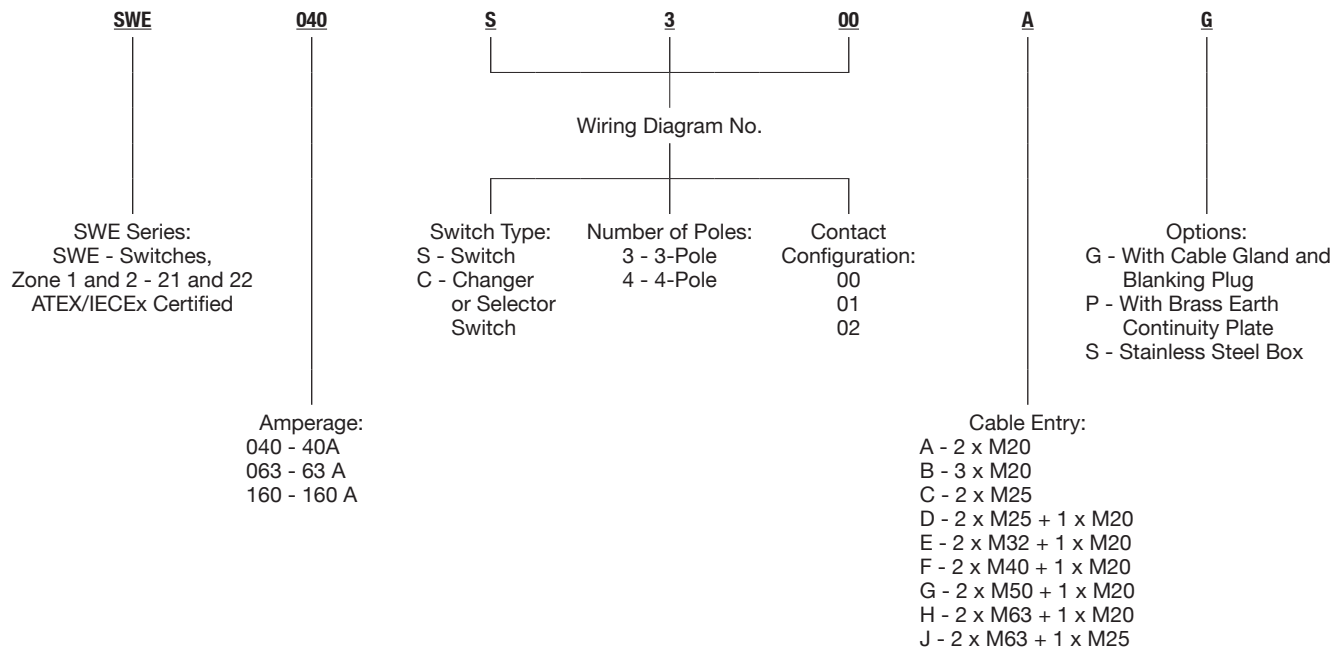 SWE 040 S 3 00 A G
Wiring Diagram No.
SWE Series:
SWE - Switches,
Zone 1 and 2 - 21 and 22
ATEX/IECEx Certified
Switch Type:
S - Switch
C - Changer
or Selector
Switch
Number of Poles:
3 - 3-Pole
4 - 4-Pole
Contact
Configuration:
00
01
02
Options:
G - With Cable Gland and
Blanking Plug
P - With Brass Earth
Continuity Plate
S - Stainless Steel Box
Amperage:
040 - 40A
063 - 63 A
160 - 160 A
Cable Entry:
A - 2 x M20
B - 3 x M20
C - 2 x M25
D - 2 x M25 + 1 x M20
E - 2 x M32 + 1 x M20
F - 2 x M40 + 1 x M20
G - 2 x M50 + 1 x M20
H - 2 x M63 + 1 x M20
J - 2 x M63 + 1 x M25